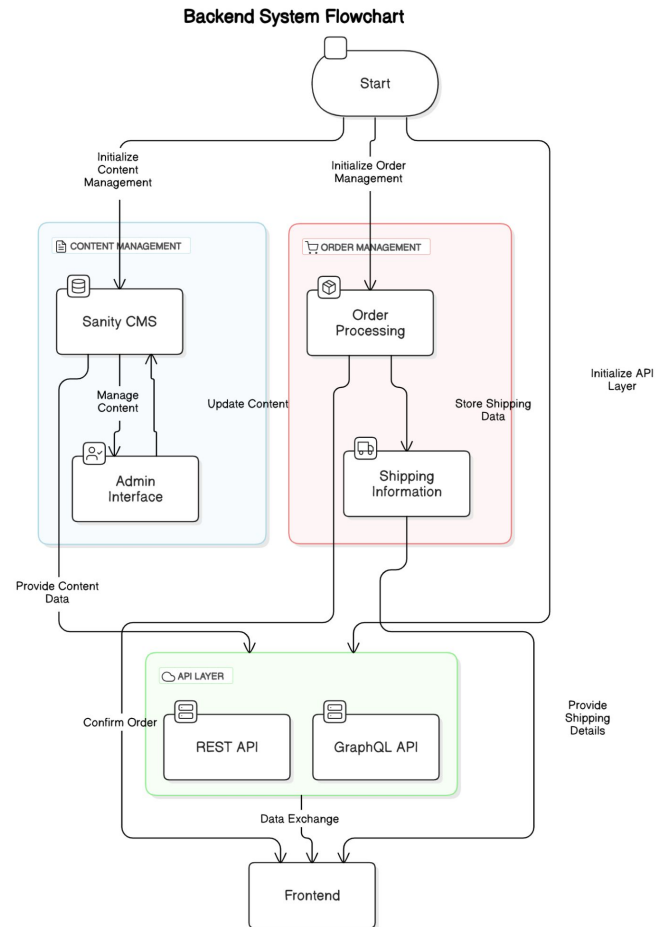 Backend System Flowchart
Start
Initialize
Content
Management
Initialize Order
Management
CONTENT MANAGEMENT
ORDER MANAGEMENT
Sanity CMS
Order
Processing
Initialize API
Layer
Manage
Content
Update Content
Store Shipping
Data
Admin
Interface
Shipping
Information
Provide Content
Data
API LAYER
Confirm Order
REST API
GraphQL API
Provide
Shipping
Details
Data Exchange
Frontend